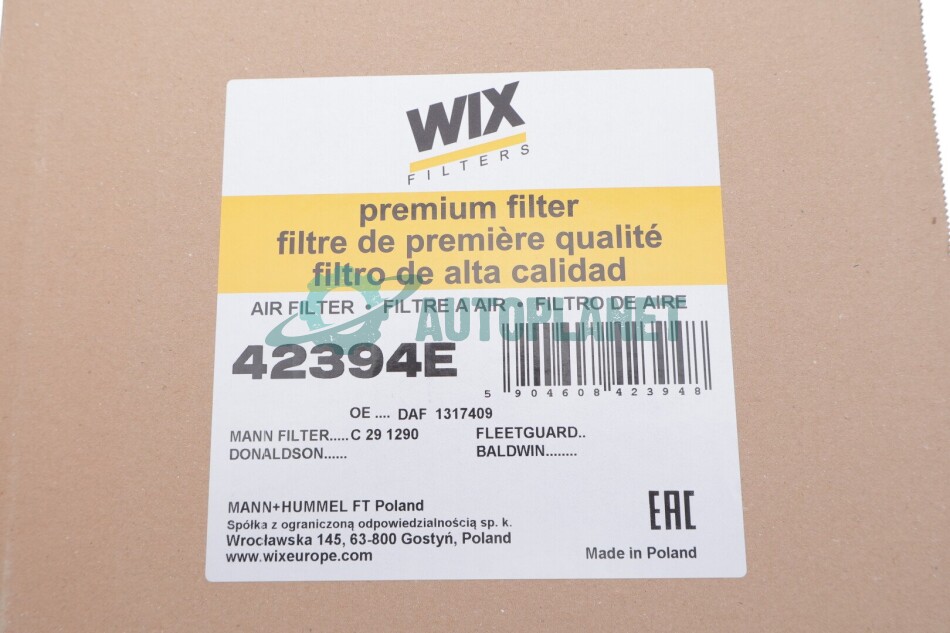 WIX
FILTERS
premium filter
filtre de première qualité
filtro de alta calidad
AIR FILTER • FILTRE A AIR • FILTRO DE AIRE
AUTOPLANET
42394E
5 904608 423948
OE .... DAF 1317409
MANN FILTER.....C 29 1290 FLEETGUARD..
DONALDSON...... BALDWIN........
MANN+HUMMEL FT Poland
Spółka z ograniczoną odpowiedzialnością sp. k.
Wrocławska 145, 63-800 Gostyń, Poland
www.wixeurope.com
EAC
Made in Poland